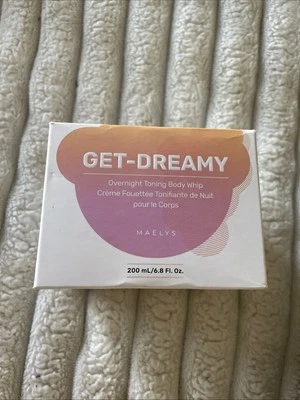 GET-DREAMY
Overnight Toning Body Whip
Crème Fouettée Tonifiante de Nuit
pour le Corps
MAËLYS
200 mL/6.8 Fl. Oz.